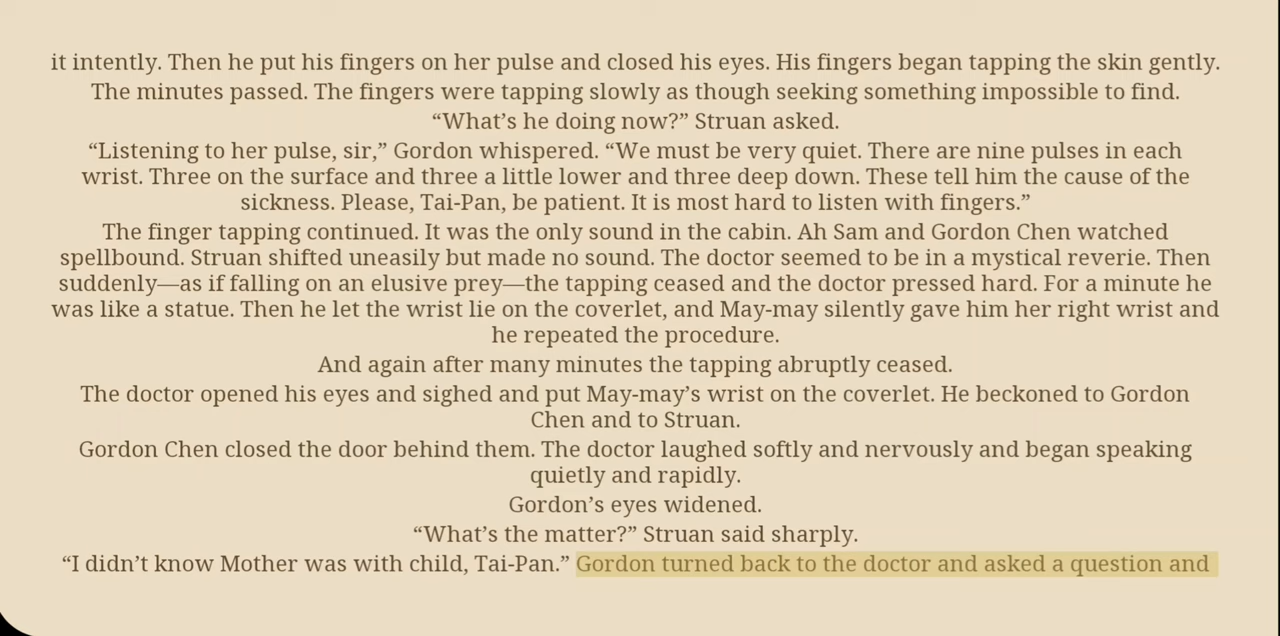 it intently. Then he put his fingers on her pulse and closed his eyes. His fingers began tapping the skin gently.
The minutes passed. The fingers were tapping slowly as though seeking something impossible to find.
“What’s he doing now?” Struan asked.
“Listening to her pulse, sir,” Gordon whispered. “We must be very quiet. There are nine pulses in each
wrist. Three on the surface and three a little lower and three deep down. These tell him the cause of the
sickness. Please, Tai-Pan, be patient. It is most hard to listen with fingers.”
The finger tapping continued. It was the only sound in the cabin. Ah Sam and Gordon Chen watched
spellbound. Struan shifted uneasily but made no sound. The doctor seemed to be in a mystical reverie. Then
suddenly—as if falling on an elusive prey—the tapping ceased and the doctor pressed hard. For a minute he
was like a statue. Then he let the wrist lie on the coverlet, and May-may silently gave him her right wrist and
he repeated the procedure.
And again after many minutes the tapping abruptly ceased.
The doctor opened his eyes and sighed and put May-may’s wrist on the coverlet. He beckoned to Gordon
Chen and to Struan.
Gordon Chen closed the door behind them. The doctor laughed softly and nervously and began speaking
quietly and rapidly.
Gordon’s eyes widened.
“What’s the matter?” Struan said sharply.
“I didn’t know Mother was with child, Tai-Pan.” Gordon turned back to the doctor and asked a question and